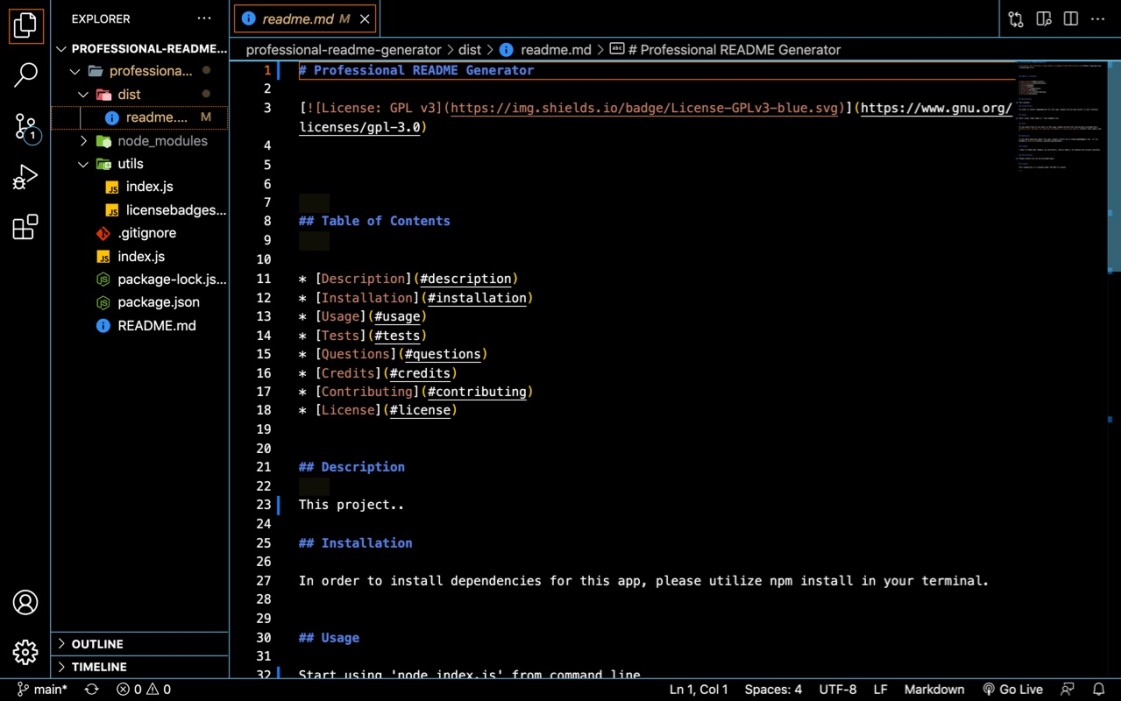 EXPLORER
readme.md M
professional-readme-generator > dist > readme.md > # Professional README Generator
PROFESSIONAL-README...
professiona...
dist
readme.... M
node_modules
utils
JS index.js
JS licensebadges...
.gitignore
JS index.js
package-lock.js...
package.json
README.md
OUTLINE
TIMELINE
1
1 # Professional README Generator
2
3 [![License: GPL v3](https://img.shields.io/badge/License-GPLv3-blue.svg)](https://www.gnu.org/
licenses/gpl-3.0)
4
5
6
7
8 ## Table of Contents
9
10
11 * [Description](#description)
12 * [Installation](#installation)
13 * [Usage](#usage)
14 * [Tests](#tests)
15 * [Questions](#questions)
16 * [Credits](#credits)
17 * [Contributing](#contributing)
18 * [License](#license)
19
20
21 ## Description
22
23 This project..
24
25 ## Installation
26
27 In order to install dependencies for this app, please utilize npm install in your terminal.
28
29
30 ## Usage
31
32 Start using 'node index.js' from command line
main* 0 0 Ln 1, Col 1 Spaces: 4 UTF-8 LF Markdown Go Live